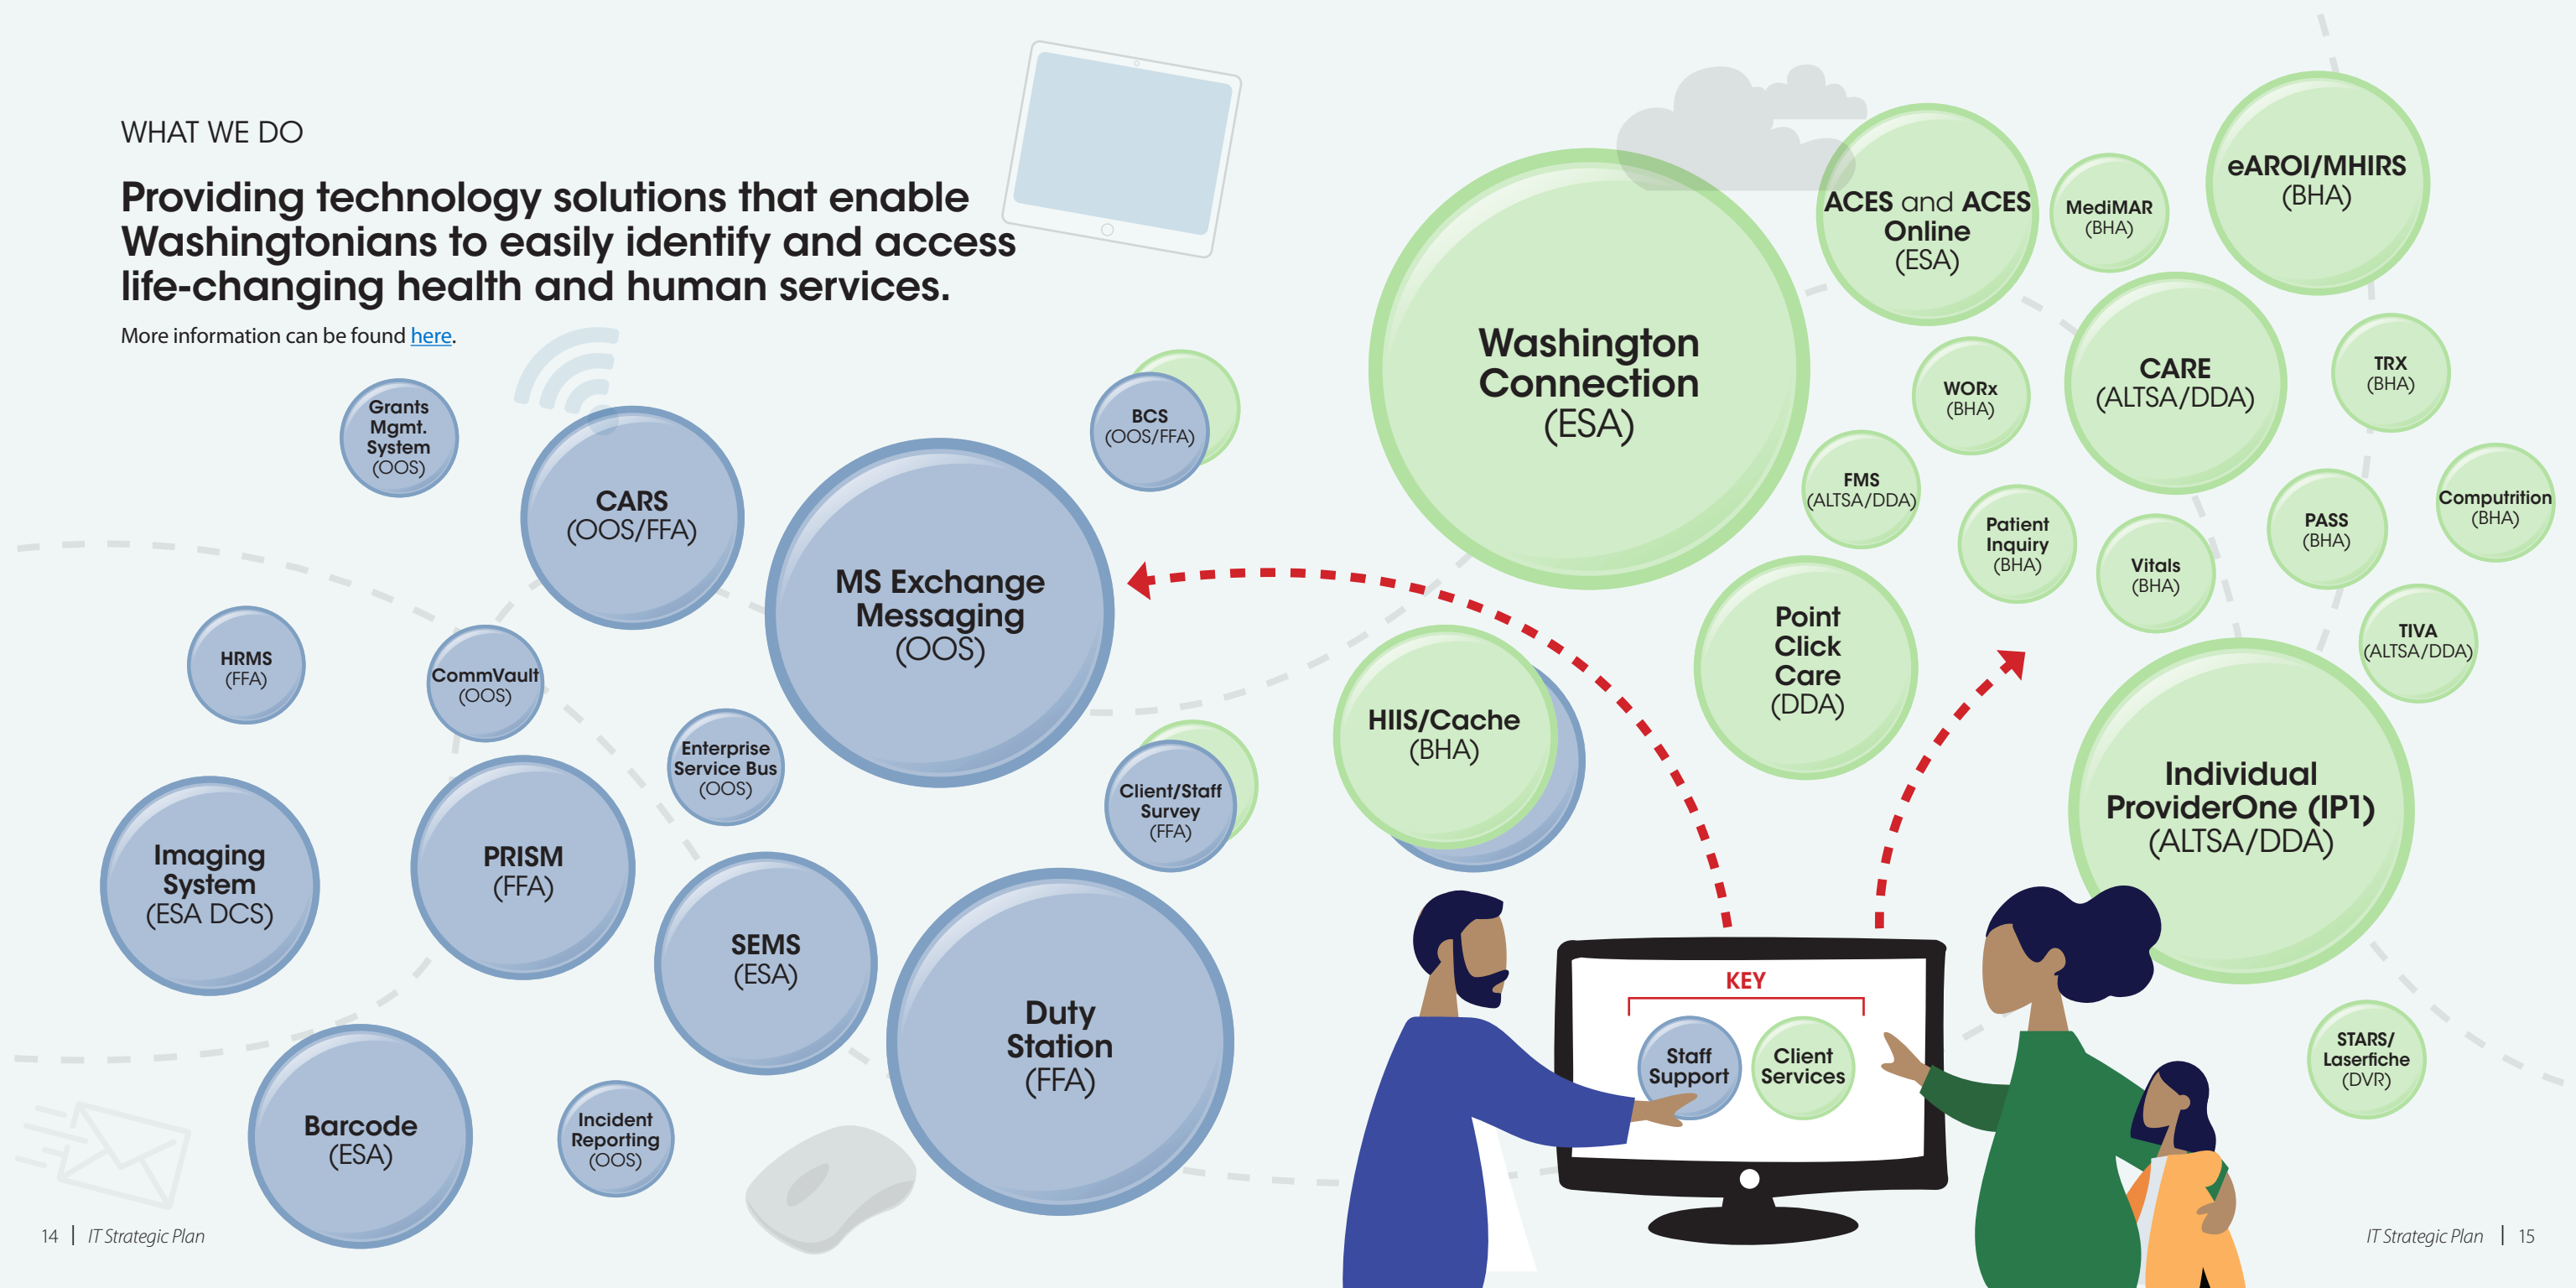 WHAT WE DO
Providing technology solutions that enable
Washingtonians to easily identify and access
life-changing health and human services.
More information can be found here.
Grants
Mgmt.
System
(OOS)
CARS
(OOS/FFA)
MS Exchange
Messaging
(OOS)
BCS
(OOS/FFA)
HRMS
(FFA)
CommVault
(OOS)
Enterprise
Service Bus
(OOS)
Client/Staff
Survey
(FFA)
Imaging
System
(ESA DCS)
PRISM
(FFA)
SEMS
(ESA)
Duty
Station
(FFA)
Barcode
(ESA)
Incident
Reporting
(OOS)
14 | IT Strategic Plan
Washington
Connection
(ESA)
ACES and ACES
Online
(ESA)
MediMAR
(BHA)
eAROI/MHIRS
(BHA)
WORx
(BHA)
CARE
(ALTSA/DDA)
TRX
(BHA)
FMS
(ALTSA/DDA)
Patient
Inquiry
(BHA)
Vitals
(BHA)
PASS
(BHA)
Computrition
(BHA)
Point
Click
Care
(DDA)
TIVA
(ALTSA/DDA)
HIIS/Cache
(BHA)
Individual
ProviderOne (IP1)
(ALTSA/DDA)
KEY
Staff
Support
Client
Services
STARS/
Laserfiche
(DVR)
IT Strategic Plan | 15